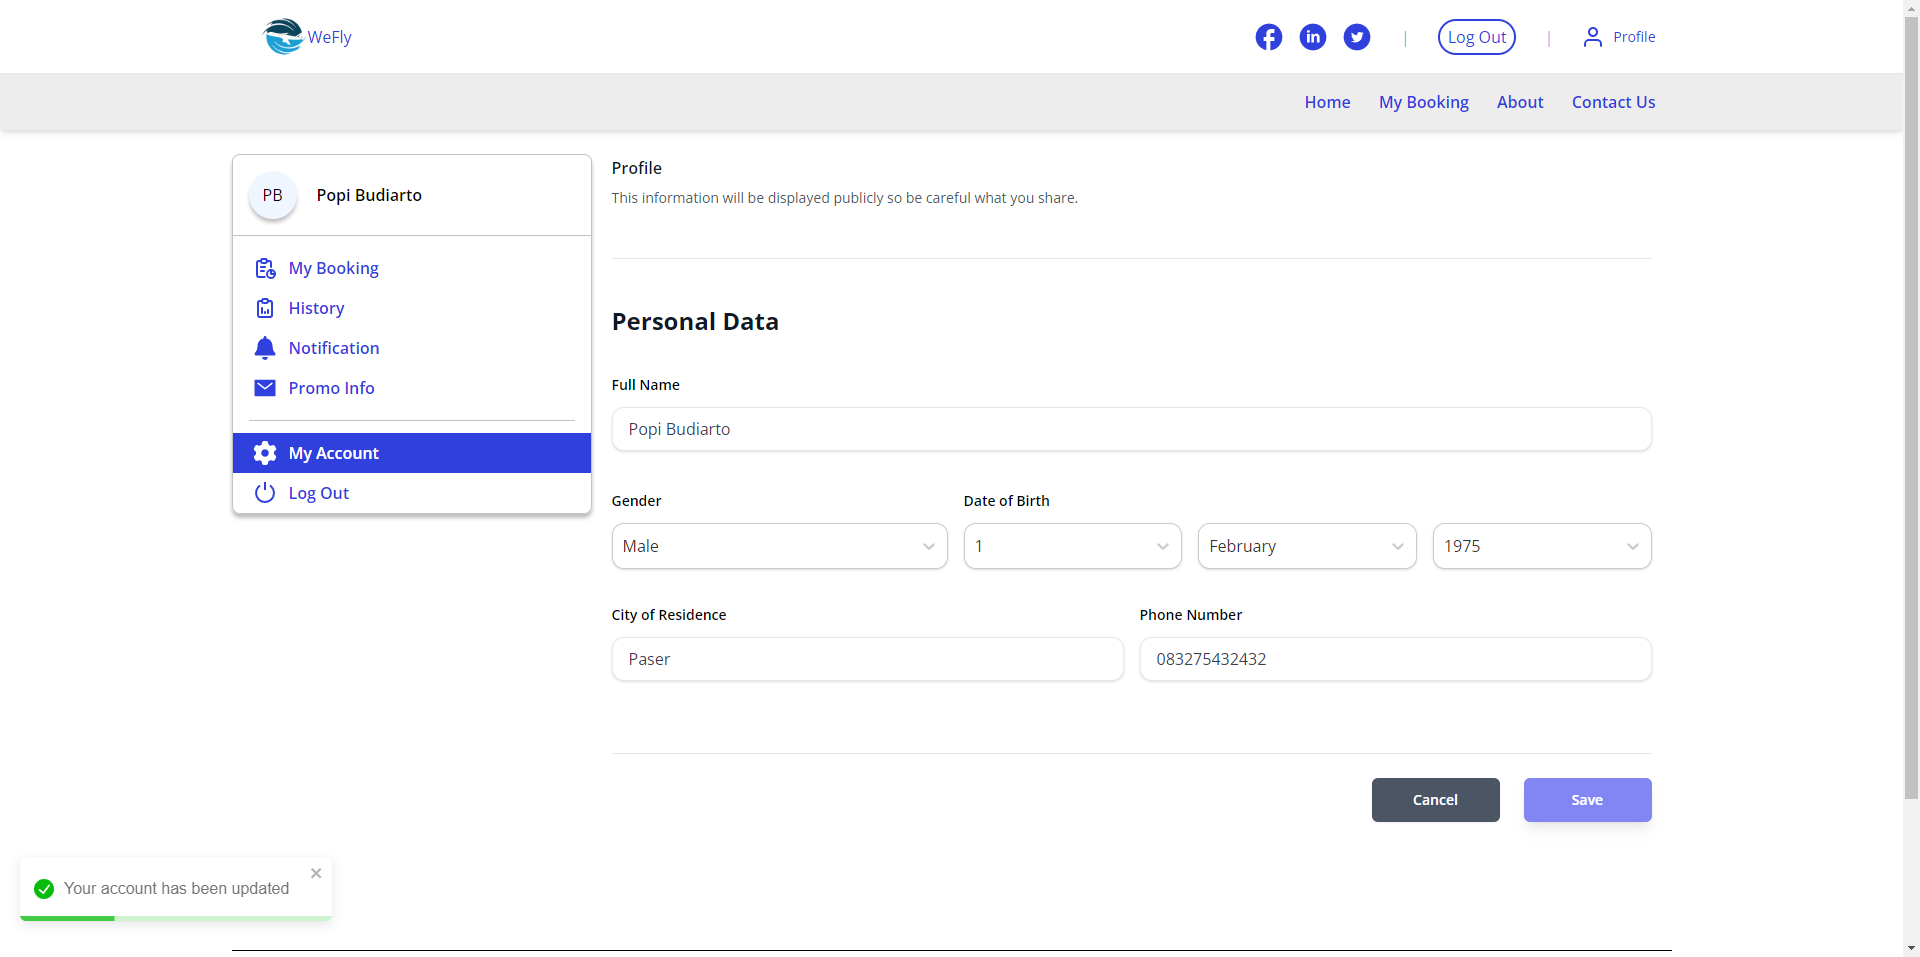 WeFly
| Log Out | Profile
Home My Booking About Contact Us
PB Popi Budiarto
My Booking
History
Notification
Promo Info
My Account
Log Out
Profile
This information will be displayed publicly so be careful what you share.
Personal Data
Full Name
Popi Budiarto
Gender Date of Birth
Male 1 February 1975
City of Residence Phone Number
Paser 083275432432
Cancel Save
Your account has been updated